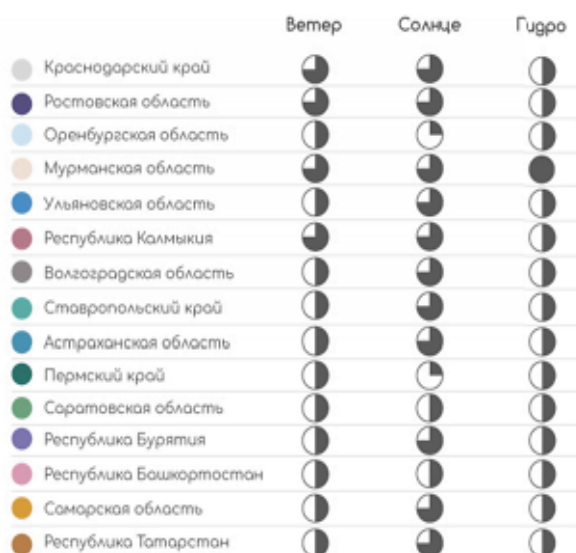 Ветер Солнце Гидро
Краснодарский край
Ростовская область
Оренбургская область
Мурманская область
Ульяновская область
Республика Калмыкия
Волгоградская область
Ставропольский край
Астраханская область
Пермский край
Саратовская область
Республика Бурятия
Республика Башкортостан
Самарская область
Республика Татарстан